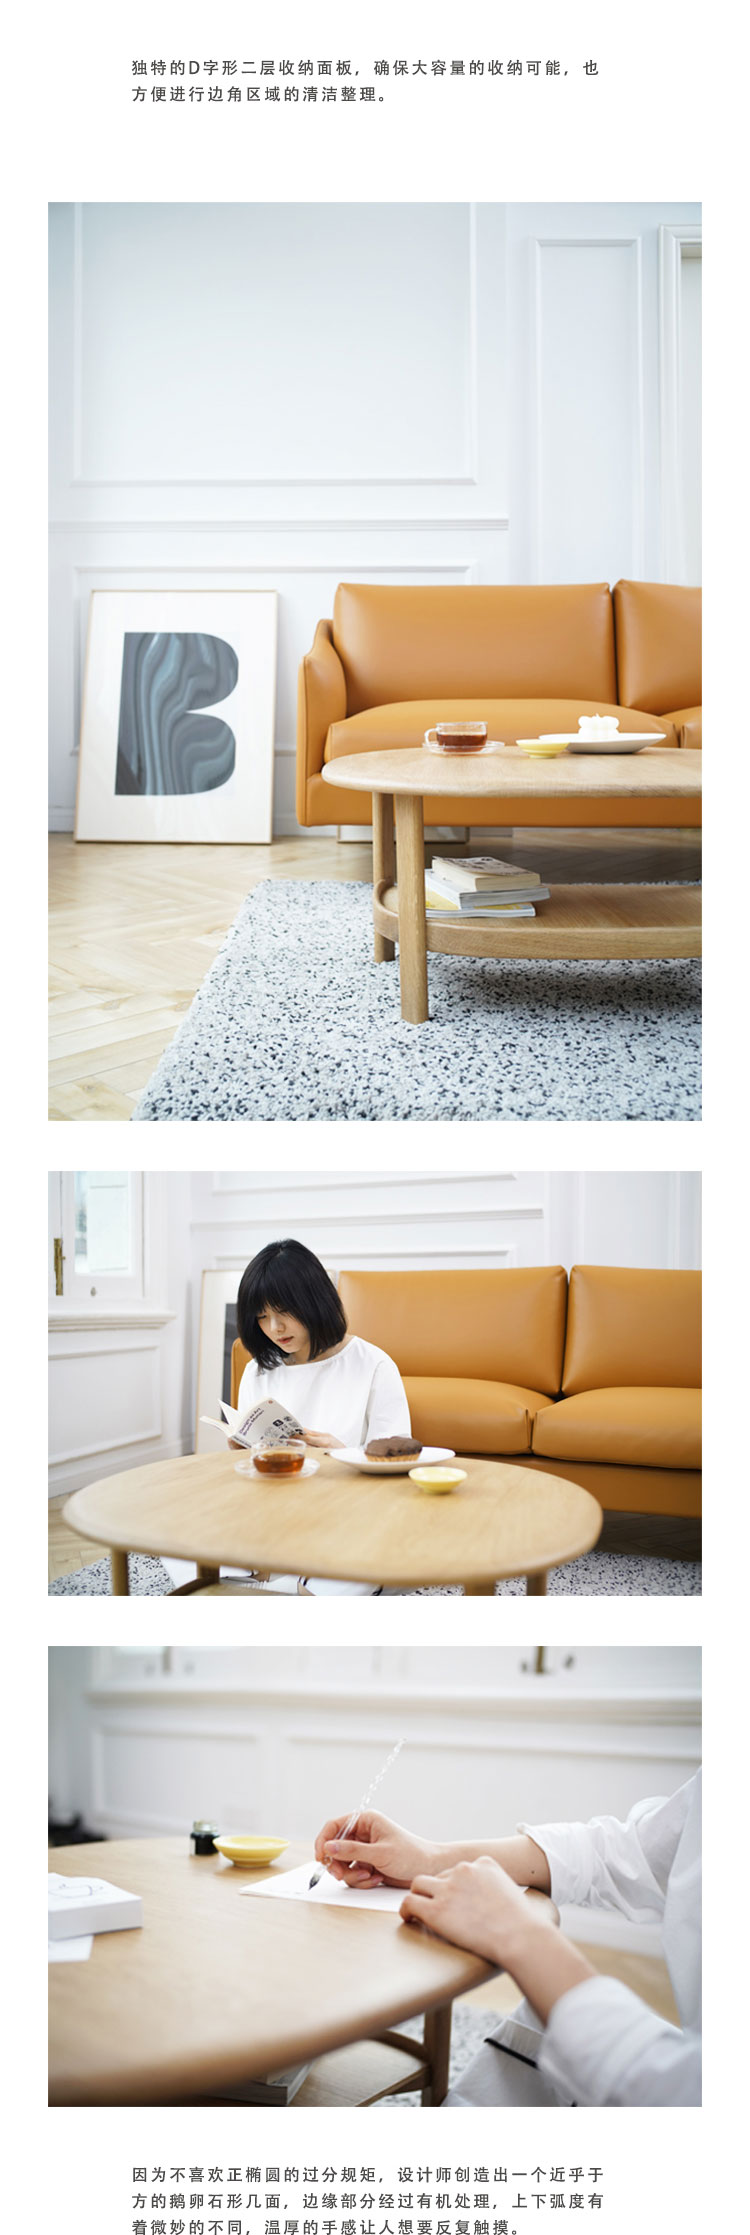 独特的D字形二层收纳面板，确保大容量的收纳可能，也
方便进行边角区域的清洁整理。
B
因为不喜欢正椭圆的过分规矩，设计师创造出一个近乎于
方的鹅卵石形几面，边缘部分经过有机处理，上下弧度有
着微妙的不同，温厚的手感让人想要反复触摸。